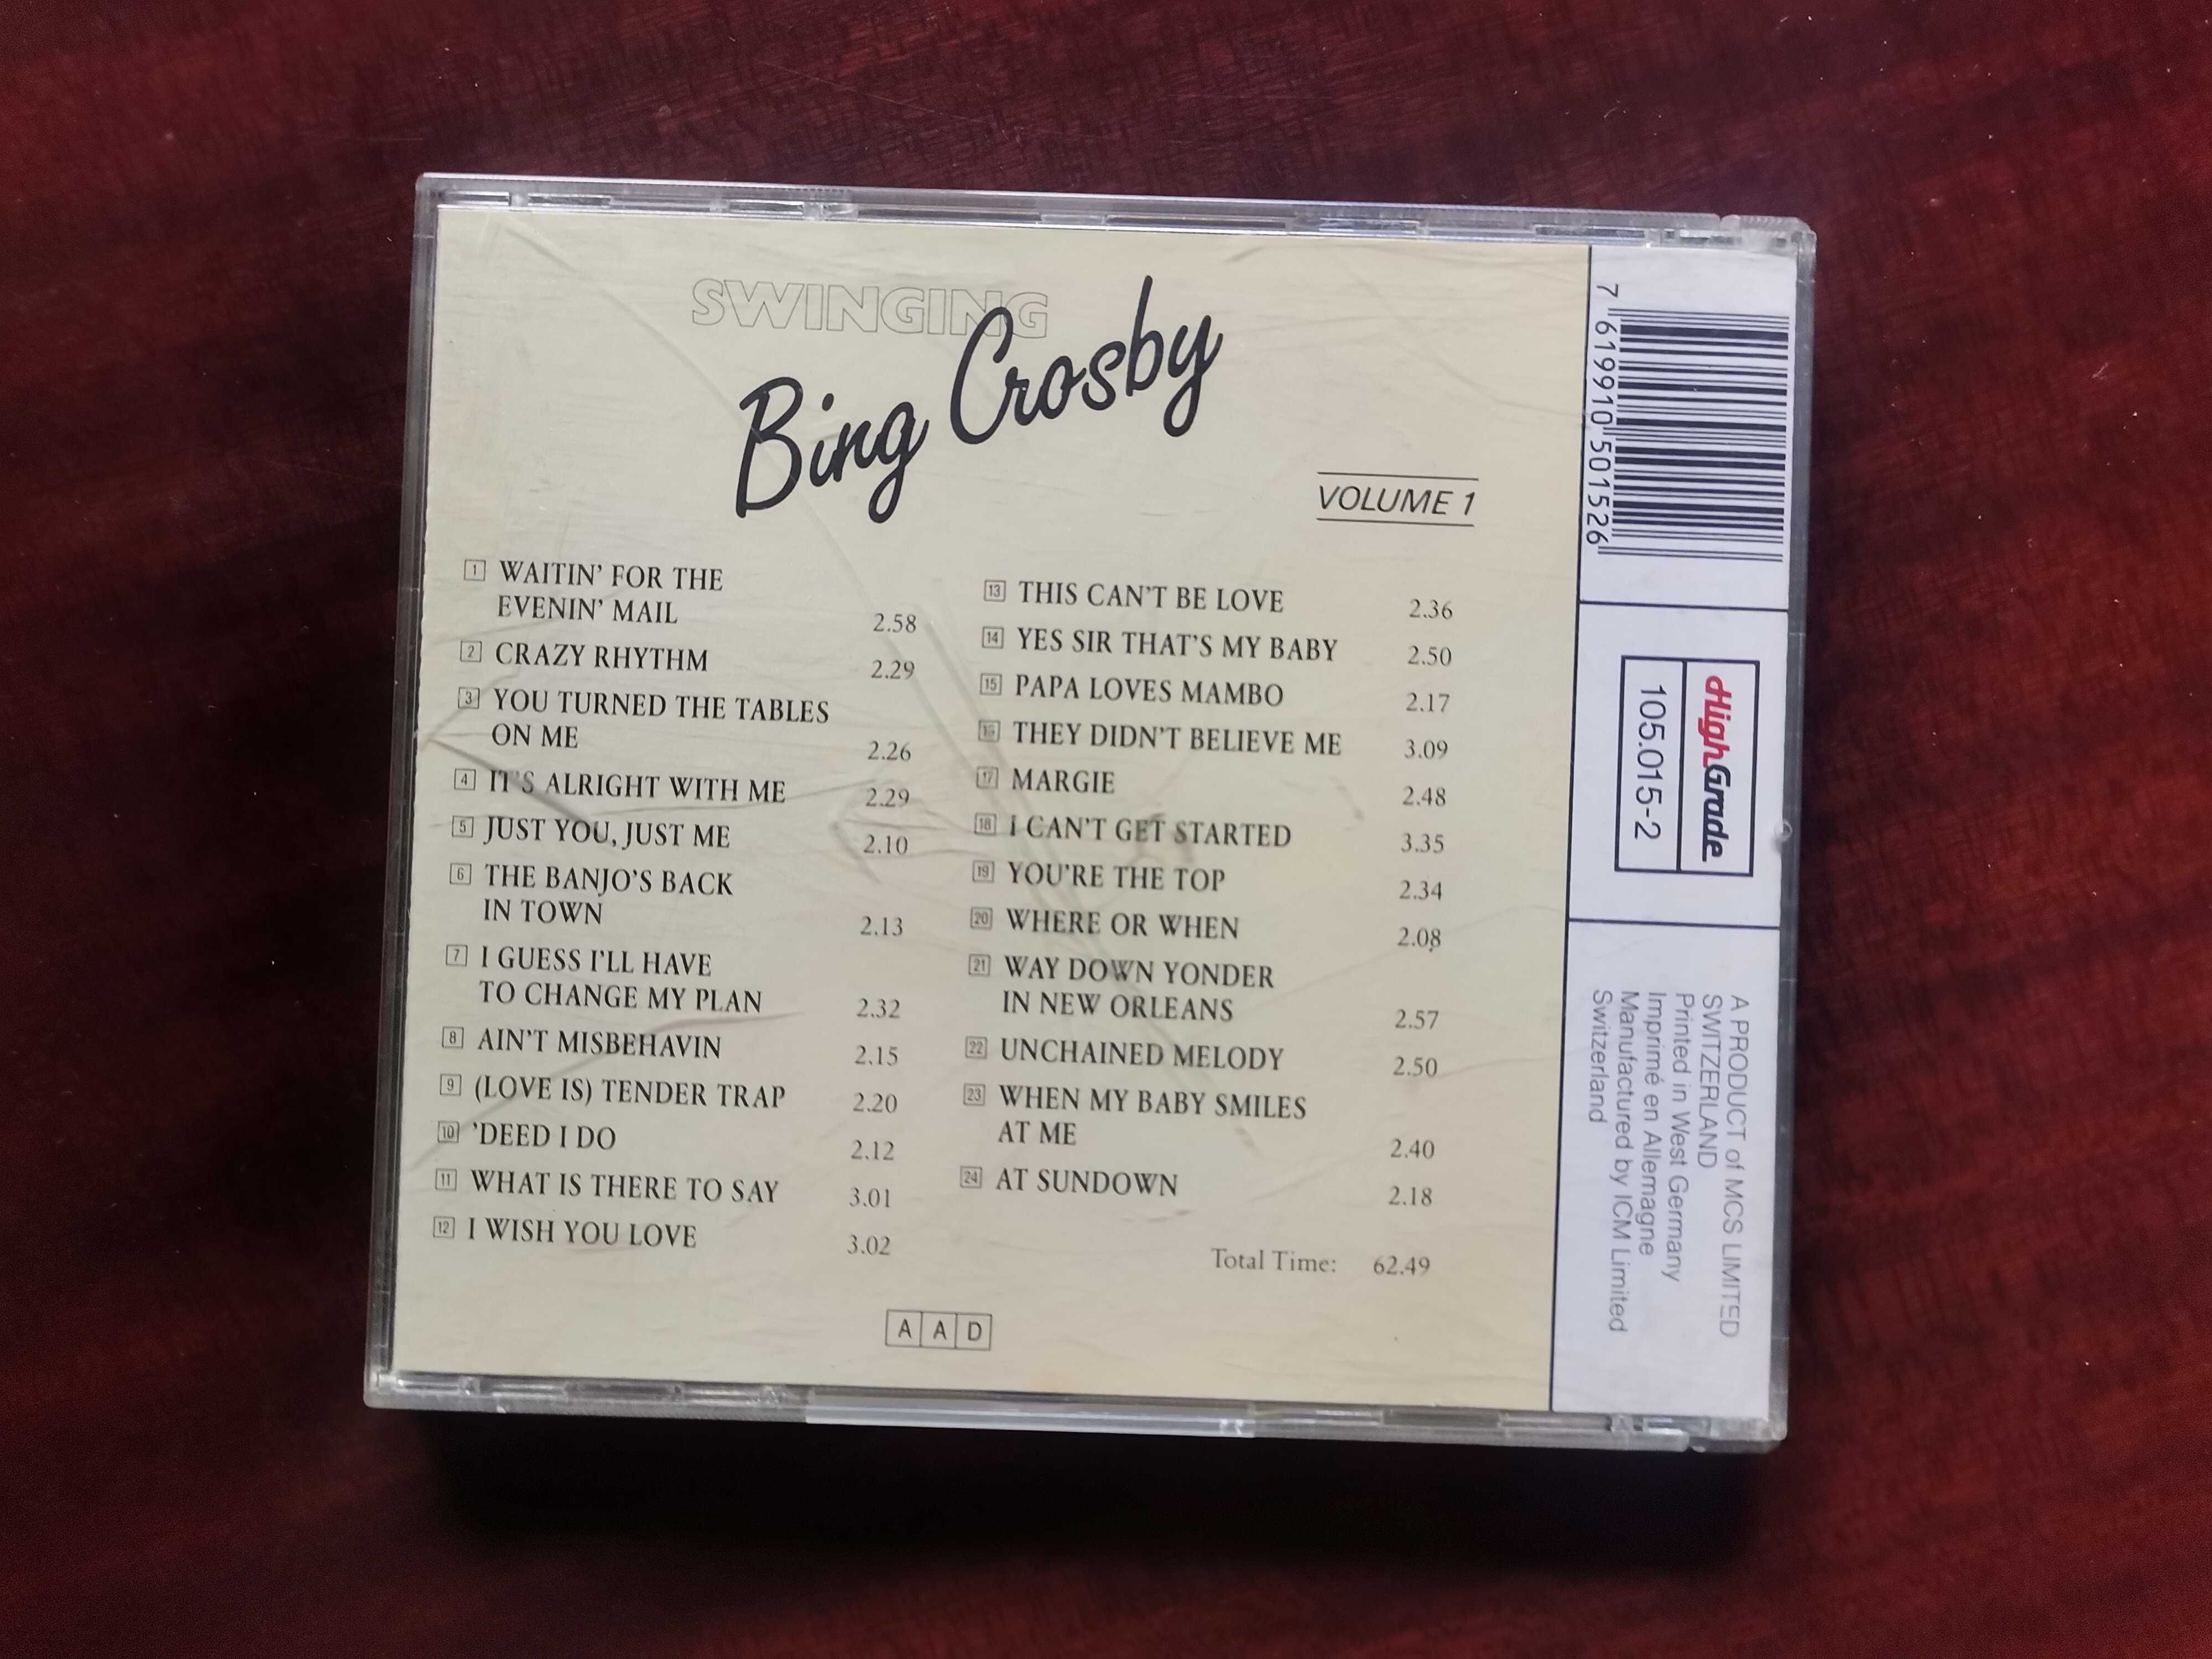 SWINGING
Bing Crosby
VOLUME 1
1 WAITIN' FOR THE
EVENIN' MAIL 2.58
2 CRAZY RHYTHM 2.29
3 YOU TURNED THE TABLES
ON ME 2.26
4 IT'S ALRIGHT WITH ME 2.29
5 JUST YOU, JUST ME 2.10
6 THE BANJO'S BACK
IN TOWN 2.13
7 I GUESS I'LL HAVE
TO CHANGE MY PLAN 2.32
8 AIN'T MISBEHAVIN 2.15
9 (LOVE IS) TENDER TRAP 2.20
10 'DEED I DO 2.12
11 WHAT IS THERE TO SAY 3.01
12 I WISH YOU LOVE 3.02
13 THIS CAN'T BE LOVE 2.36
14 YES SIR THAT'S MY BABY 2.50
15 PAPA LOVES MAMBO 2.17
16 THEY DIDN'T BELIEVE ME 3.09
17 MARGIE 2.48
18 I CAN'T GET STARTED 3.35
19 YOU'RE THE TOP 2.34
20 WHERE OR WHEN 2.08
21 WAY DOWN YONDER
IN NEW ORLEANS 2.57
22 UNCHAINED MELODY 2.50
23 WHEN MY BABY SMILES
AT ME 2.40
24 AT SUNDOWN 2.18
Total Time: 62.49
A A D
7 619910 501526
HighGrade
105.015-2
A PRODUCT of MCS LIMITED
SWITZERLAND
Printed in West Germany
Imprimé en Allemagne
Manufactured by ICM Limited
Switzerland